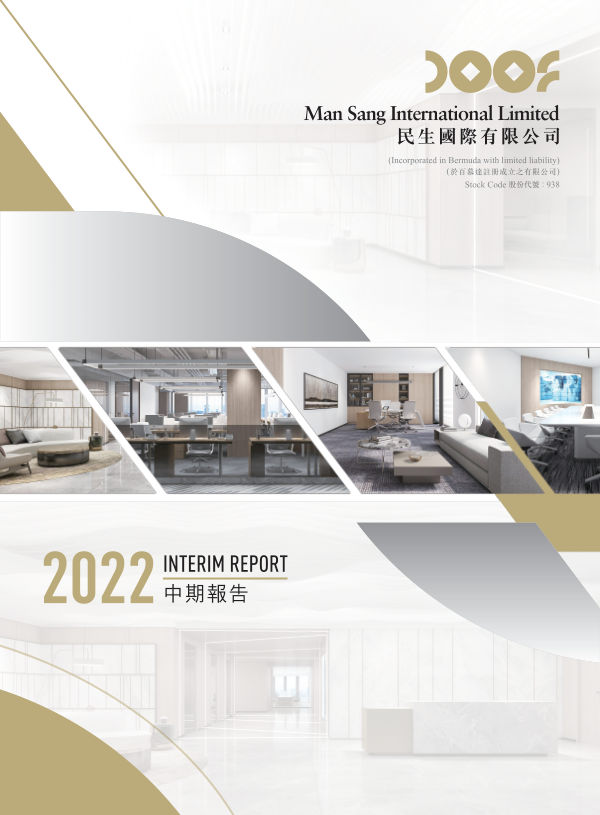 Man Sang International Limited
民生國際有限公司
(Incorporated in Bermuda with limited liability)
(於百慕達註冊成立之有限公司)
Stock Code 股份代號：938
2022 INTERIM REPORT
中期報告